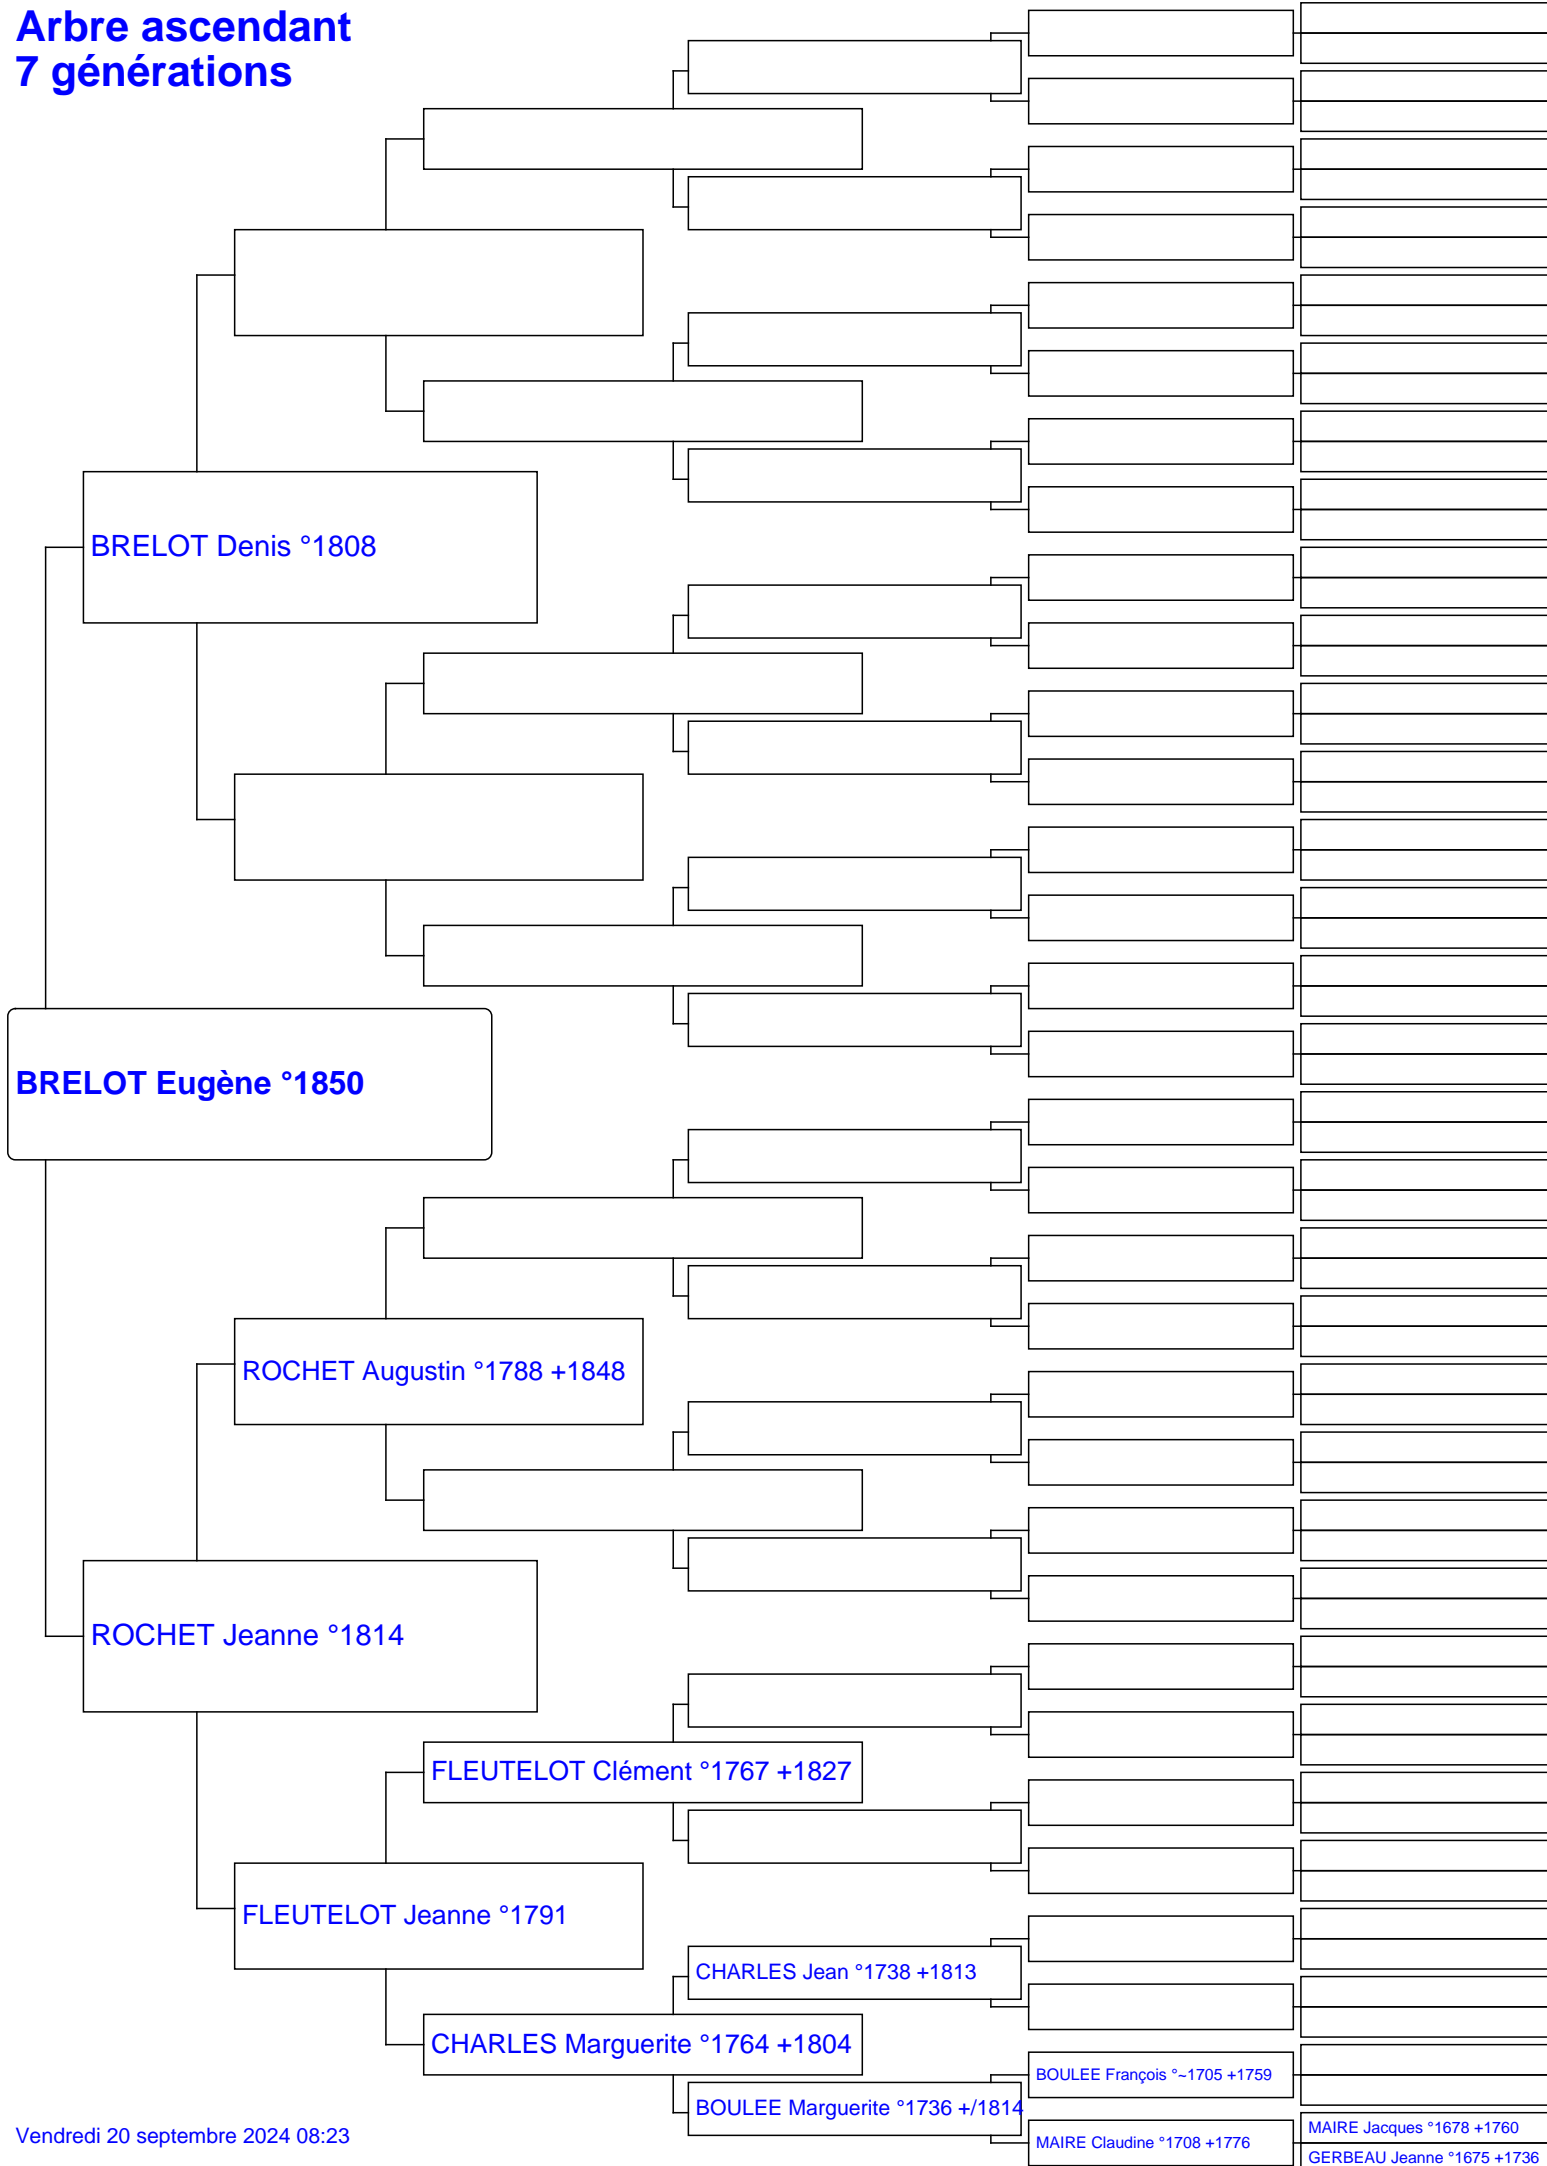 Arbre ascendant
7 générations
BRELOT Denis °1808
BRELOT Eugène °1850
ROCHET Augustin °1788 +1848
ROCHET Jeanne °1814
FLEUTELOT Clément °1767 +1827
FLEUTELOT Jeanne °1791
CHARLES Jean °1738 +1813
CHARLES Marguerite °1764 +1804
BOULEE François °~1705 +1759
BOULEE Marguerite °1736 +/1814
MAIRE Jacques °1678 +1760
MAIRE Claudine °1708 +1776
GERBEAU Jeanne °1675 +1736
Vendredi 20 septembre 2024 08:23